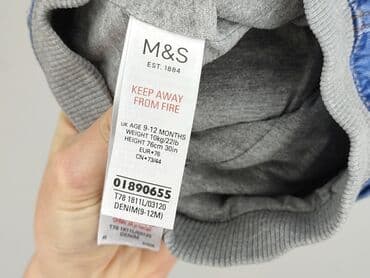 M&S
EST. 1884
KEEP AWAY
FROM FIRE
UK AGE 9-12 MONTHS
WEIGHT 10kg/22lb
HEIGHT 76cm 30in
EUR•76
CN•73/44
01890655
T78 1811L/03120
DENIM(9-12M)
DENIM